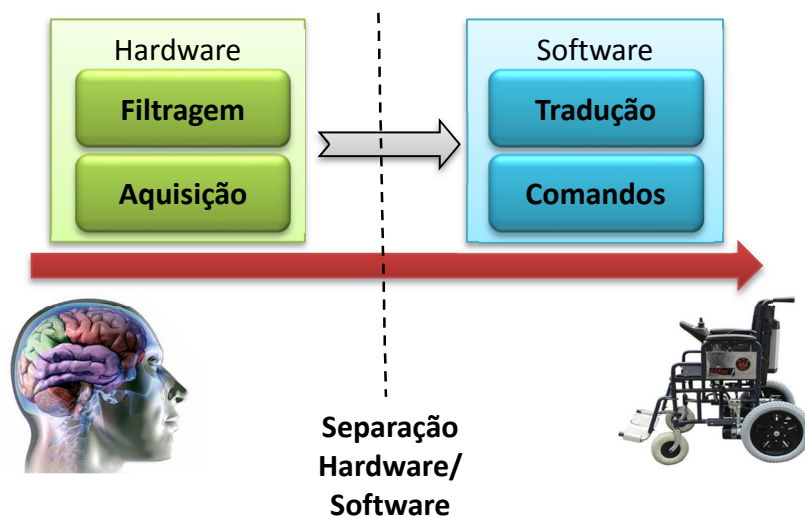 Hardware
Filtragem
Aquisição
Software
Tradução
Comandos
Separação
Hardware/
Software